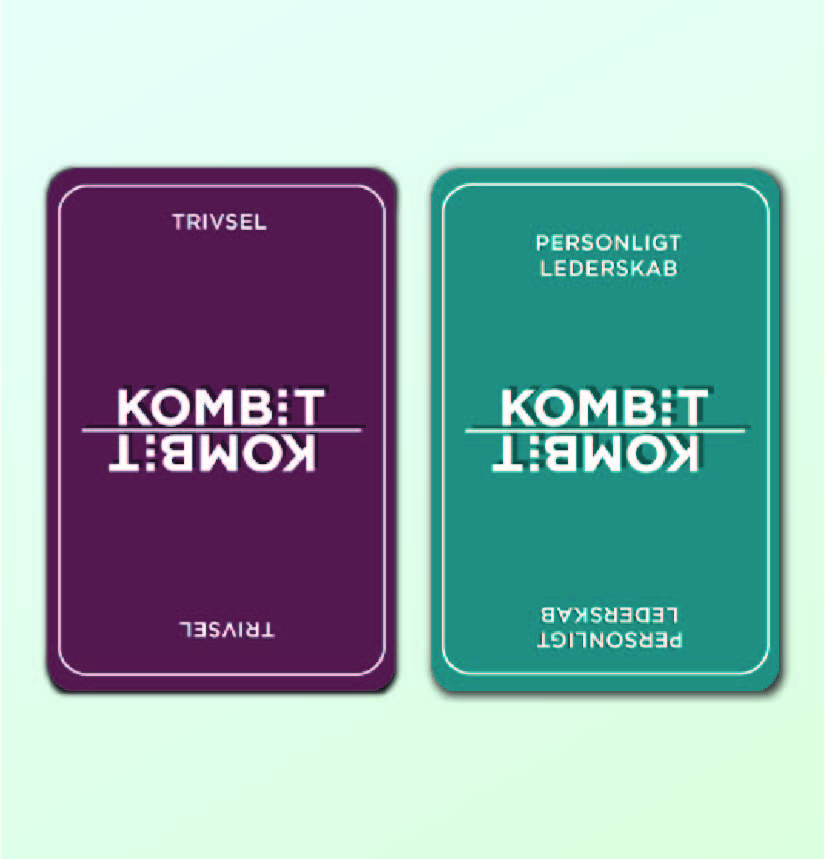 TRIVSEL
KOMBIT
KOMBIT
TRIVSEL
PERSONLIGT
LEDERSKAB
KOMBIT
KOMBIT
PERSONLIGT
LEDERSKAB